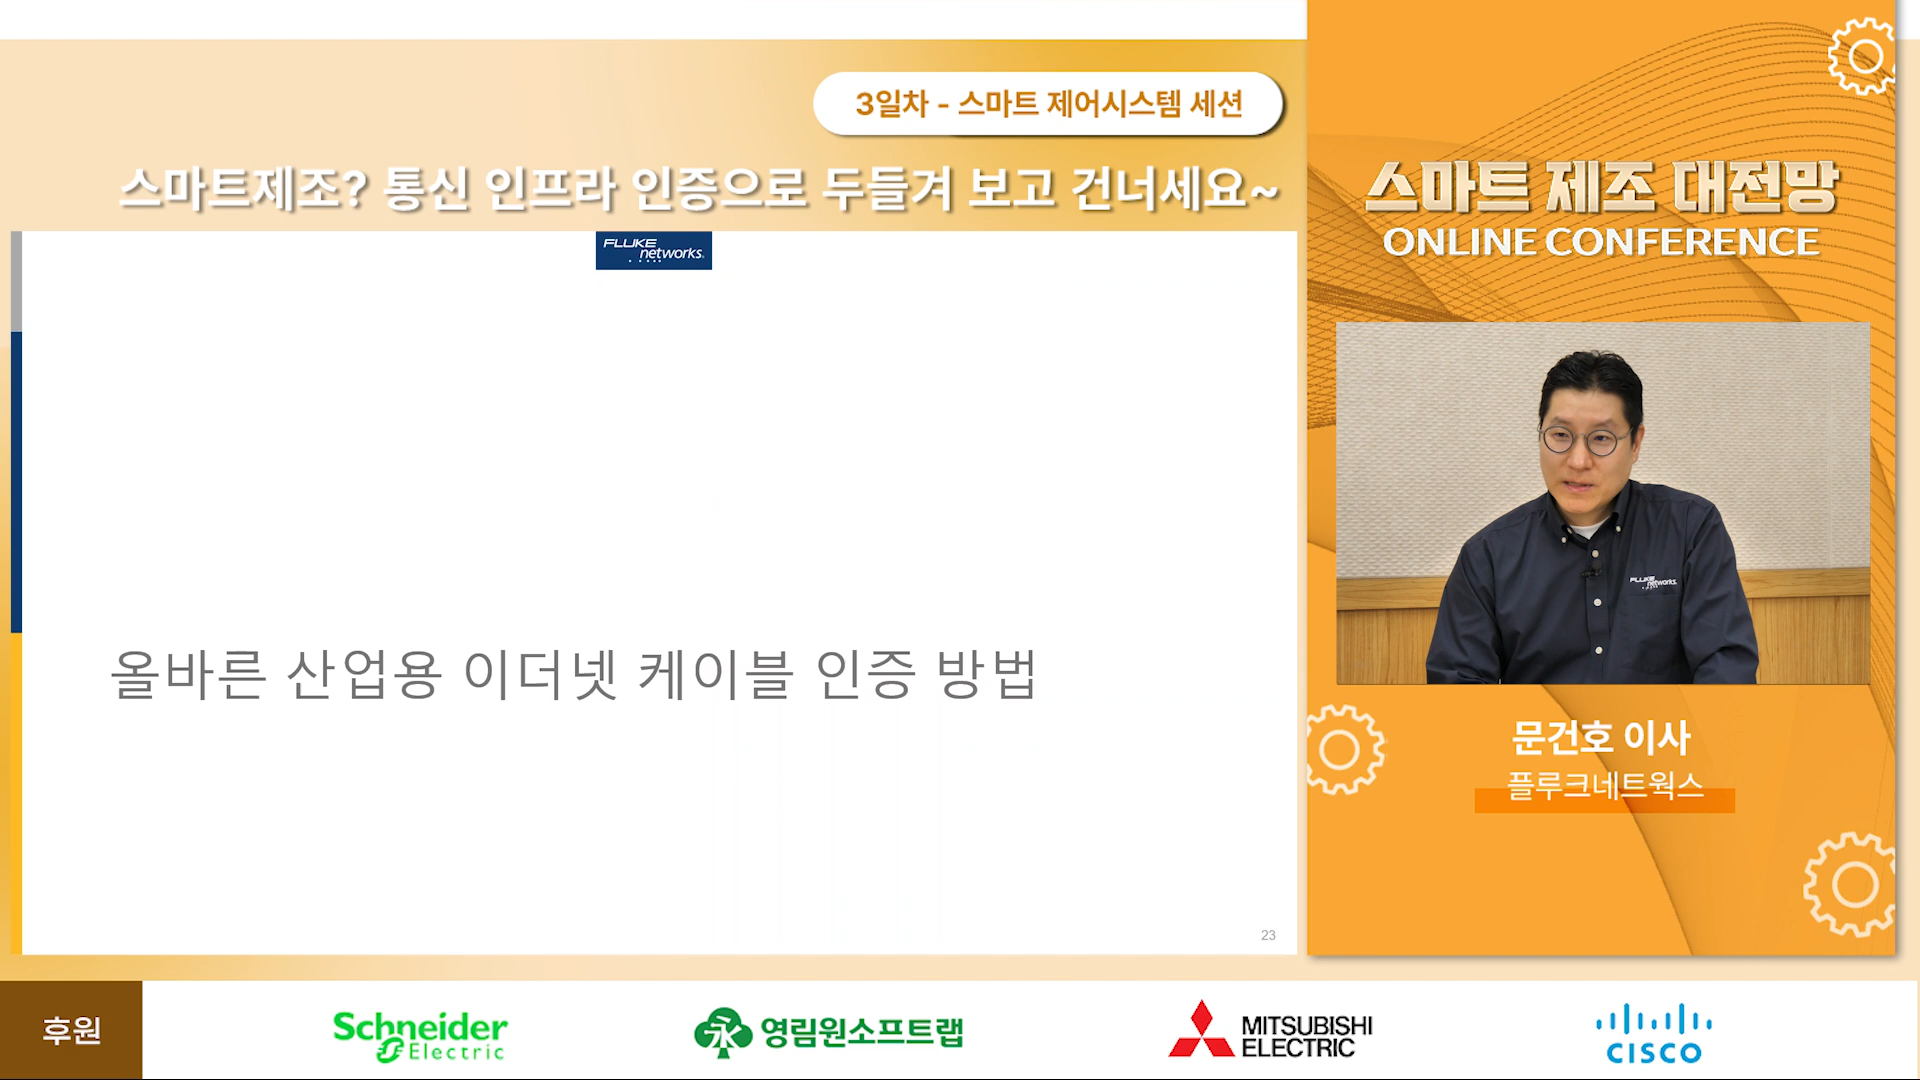 3일차 - 스마트 제어시스템 세션
스마트제조? 통신 인프라 인증으로 두들겨 보고 건너세요~
FLUKE
networks.
올바른 산업용 이더넷 케이블 인증 방법
23
스마트 제조 대전망
ONLINE CONFERENCE
FLUKE
networks.
문건호 이사
플루크네트웍스
후원
Schneider
Electric
永 영림원소프트랩
MITSUBISHI
ELECTRIC
CISCO